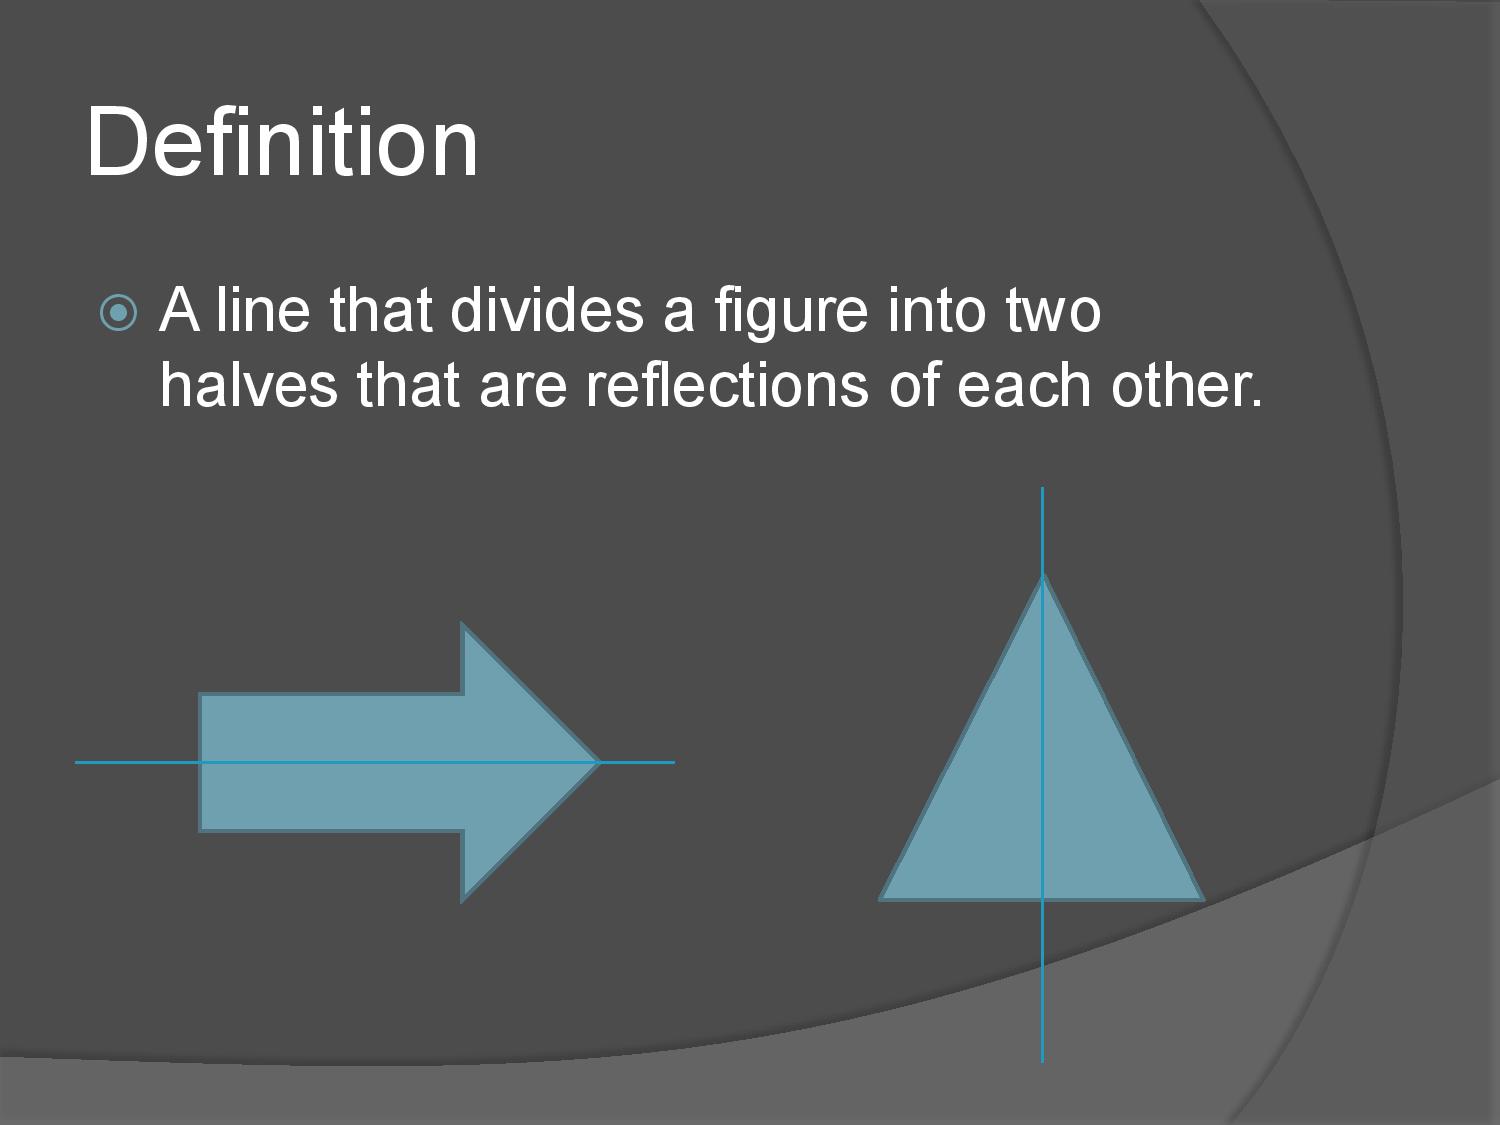 Definition
A line that divides a figure into two
halves that are reflections of each other.